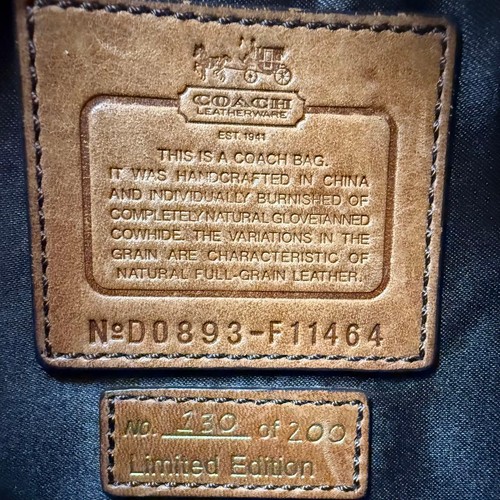 COACH
LEATHERWARE
EST. 1941
THIS IS A COACH BAG.
IT WAS HANDCRAFTED IN CHINA
AND INDIVIDUALLY BURNISHED OF
COMPLETELY NATURAL GLOVETANNED
COWHIDE. THE VARIATIONS IN THE
GRAIN ARE CHARACTERISTIC OF
NATURAL FULL-GRAIN LEATHER.
№D0893-F11464
NO. 130 of 200
Limited Edition